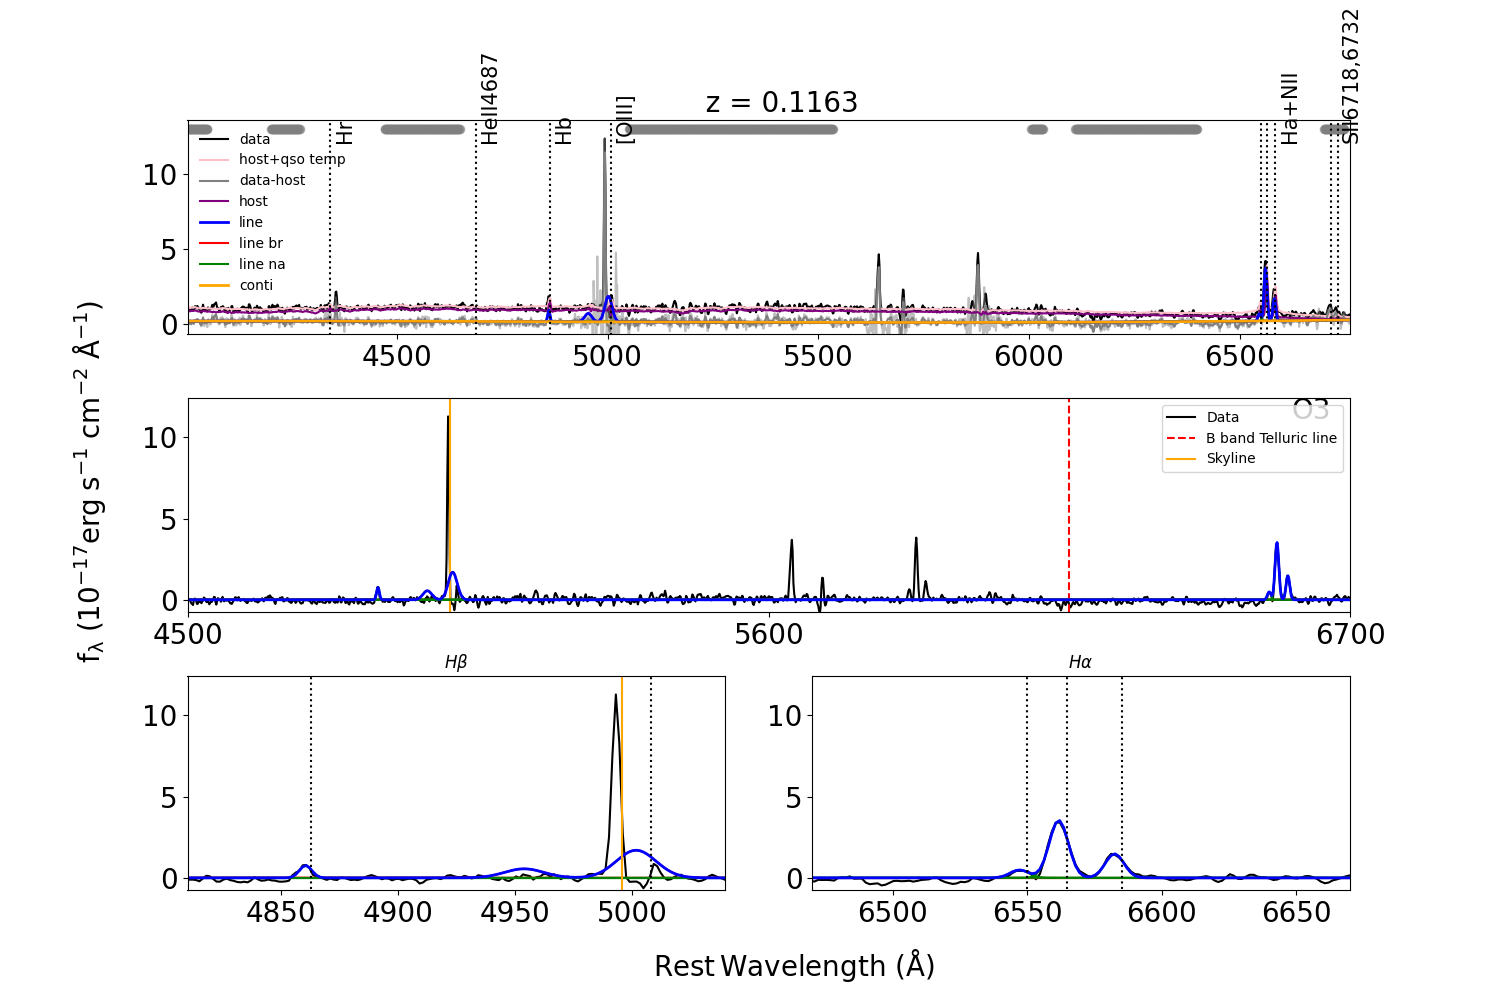 z = 0.1163
Hr
HeII4687
Hb
[OIII]
Ha+NII
SII6718,6732
data
host+qso temp
data-host
host
line
line br
line na
conti
10
5
0
4500
5000
5500
6000
6500
fλ (10⁻¹⁷erg s⁻¹ cm⁻² Å⁻¹)
O3
Data
B band Telluric line
Skyline
10
5
0
4500
5600
6700
Hβ
10
5
0
4850
4900
4950
5000
Hα
10
5
0
6500
6550
6600
6650
Rest Wavelength (Å)